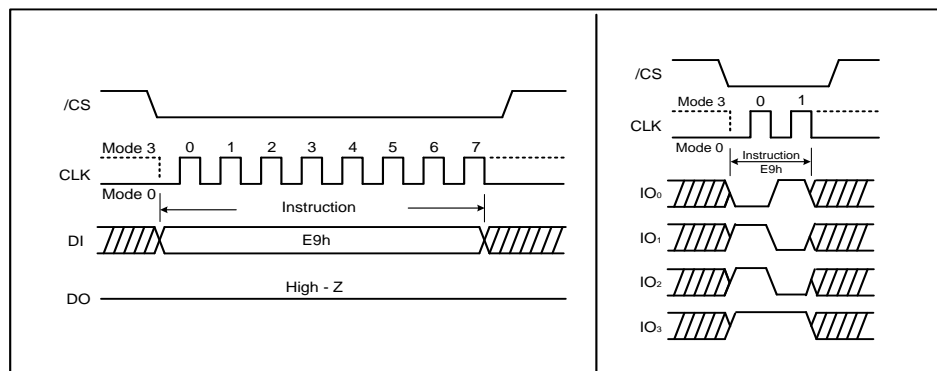 /CS
Mode 3 0 1 2 3 4 5 6 7
CLK
Mode 0
Instruction
DI E9h
High - Z
DO
/CS
Mode 3 0 1
CLK
Mode 0
Instruction
E9h
IO₀
IO₁
IO₂
IO₃